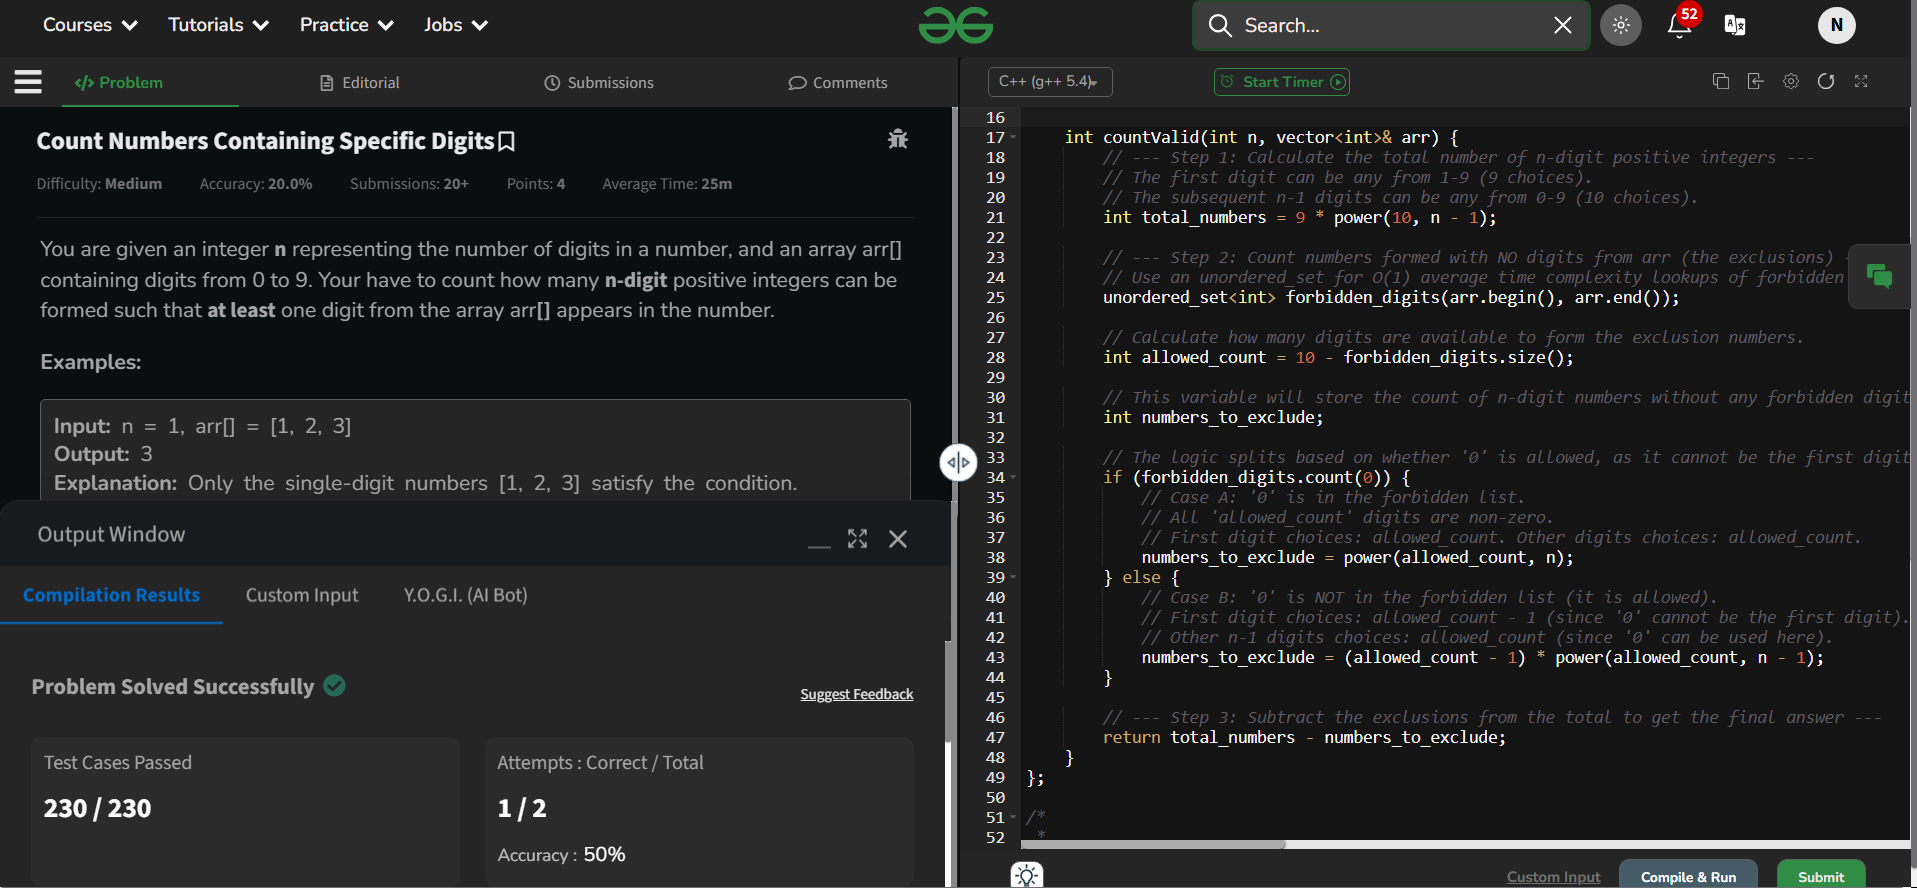 Courses Tutorials Practice Jobs
Search...
52
N
</> Problem Editorial Submissions Comments
C++ (g++ 5.4) Start Timer
Count Numbers Containing Specific Digits
Difficulty: Medium Accuracy: 20.0% Submissions: 20+ Points: 4 Average Time: 25m
You are given an integer n representing the number of digits in a number, and an array arr[]
containing digits from 0 to 9. Your have to count how many n-digit positive integers can be
formed such that at least one digit from the array arr[] appears in the number.
Examples:
Input: n = 1, arr[] = [1, 2, 3]
Output: 3
Explanation: Only the single-digit numbers [1, 2, 3] satisfy the condition.
Output Window
Compilation Results Custom Input Y.O.G.I. (AI Bot)
Problem Solved Successfully
Suggest Feedback
Test Cases Passed
230 / 230
Attempts : Correct / Total
1 / 2
Accuracy : 50%
16
17 int countValid(int n, vector<int>& arr) {
18 // --- Step 1: Calculate the total number of n-digit positive integers ---
19 // The first digit can be any from 1-9 (9 choices).
20 // The subsequent n-1 digits can be any from 0-9 (10 choices).
21 int total_numbers = 9 * power(10, n - 1);
22
23 // --- Step 2: Count numbers formed with NO digits from arr (the exclusions) -
24 // Use an unordered_set for O(1) average time complexity lookups of forbidden
25 unordered_set<int> forbidden_digits(arr.begin(), arr.end());
26
27 // Calculate how many digits are available to form the exclusion numbers.
28 int allowed_count = 10 - forbidden_digits.size();
29
30 // This variable will store the count of n-digit numbers without any forbidden digit
31 int numbers_to_exclude;
32
33 // The logic splits based on whether '0' is allowed, as it cannot be the first digit
34 if (forbidden_digits.count(0)) {
35 // Case A: '0' is in the forbidden list.
36 // All 'allowed_count' digits are non-zero.
37 // First digit choices: allowed_count. Other digits choices: allowed_count.
38 numbers_to_exclude = power(allowed_count, n);
39 } else {
40 // Case B: '0' is NOT in the forbidden list (it is allowed).
41 // First digit choices: allowed_count - 1 (since '0' cannot be the first digit).
42 // Other n-1 digits choices: allowed_count (since '0' can be used here).
43 numbers_to_exclude = (allowed_count - 1) * power(allowed_count, n - 1);
44 }
45
46 // --- Step 3: Subtract the exclusions from the total to get the final answer ---
47 return total_numbers - numbers_to_exclude;
48 }
49 };
50
51 /*
52 *
Custom Input Compile & Run Submit